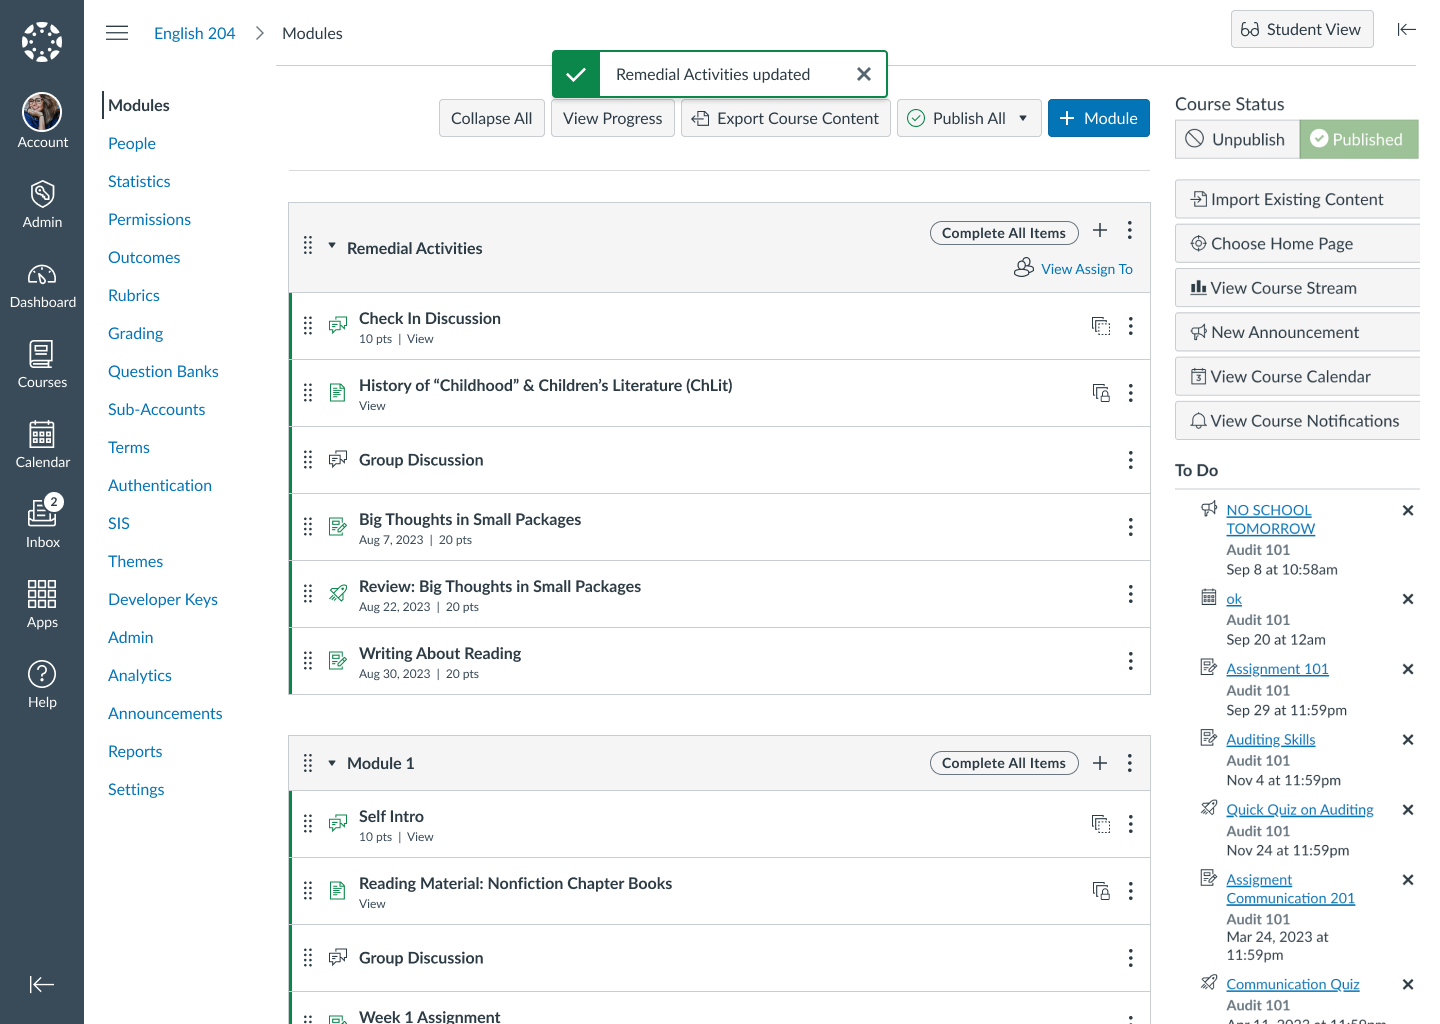 English 204
Modules
Student View
Remedial Activities updated
Account
Admin
Dashboard
Courses
Calendar
2
Inbox
Apps
Help
Modules
People
Statistics
Permissions
Outcomes
Rubrics
Grading
Question Banks
Sub-Accounts
Terms
Authentication
SIS
Themes
Developer Keys
Admin
Analytics
Announcements
Reports
Settings
Collapse All
View Progress
Export Course Content
Publish All
Module
Remedial Activities
Complete All Items
View Assign To
Check In Discussion
10 pts | View
History of “Childhood” & Children’s Literature (ChLit)
View
Group Discussion
Big Thoughts in Small Packages
Aug 7, 2023 | 20 pts
Review: Big Thoughts in Small Packages
Aug 22, 2023 | 20 pts
Writing About Reading
Aug 30, 2023 | 20 pts
Module 1
Complete All Items
Self Intro
10 pts | View
Reading Material: Nonfiction Chapter Books
View
Group Discussion
Week 1 Assignment
Course Status
Unpublish
Published
Import Existing Content
Choose Home Page
View Course Stream
New Announcement
3
View Course Calendar
View Course Notifications
To Do
NO SCHOOL
TOMORROW
Audit 101
Sep 8 at 10:58am
ok
Audit 101
Sep 20 at 12am
Assignment 101
Audit 101
Sep 29 at 11:59pm
Auditing Skills
Audit 101
Nov 4 at 11:59pm
Quick Quiz on Auditing
Audit 101
Nov 24 at 11:59pm
Assigment
Communication 201
Audit 101
Mar 24, 2023 at
11:59pm
Communication Quiz
Audit 101
Apr 11, 2023 at 11:59pm